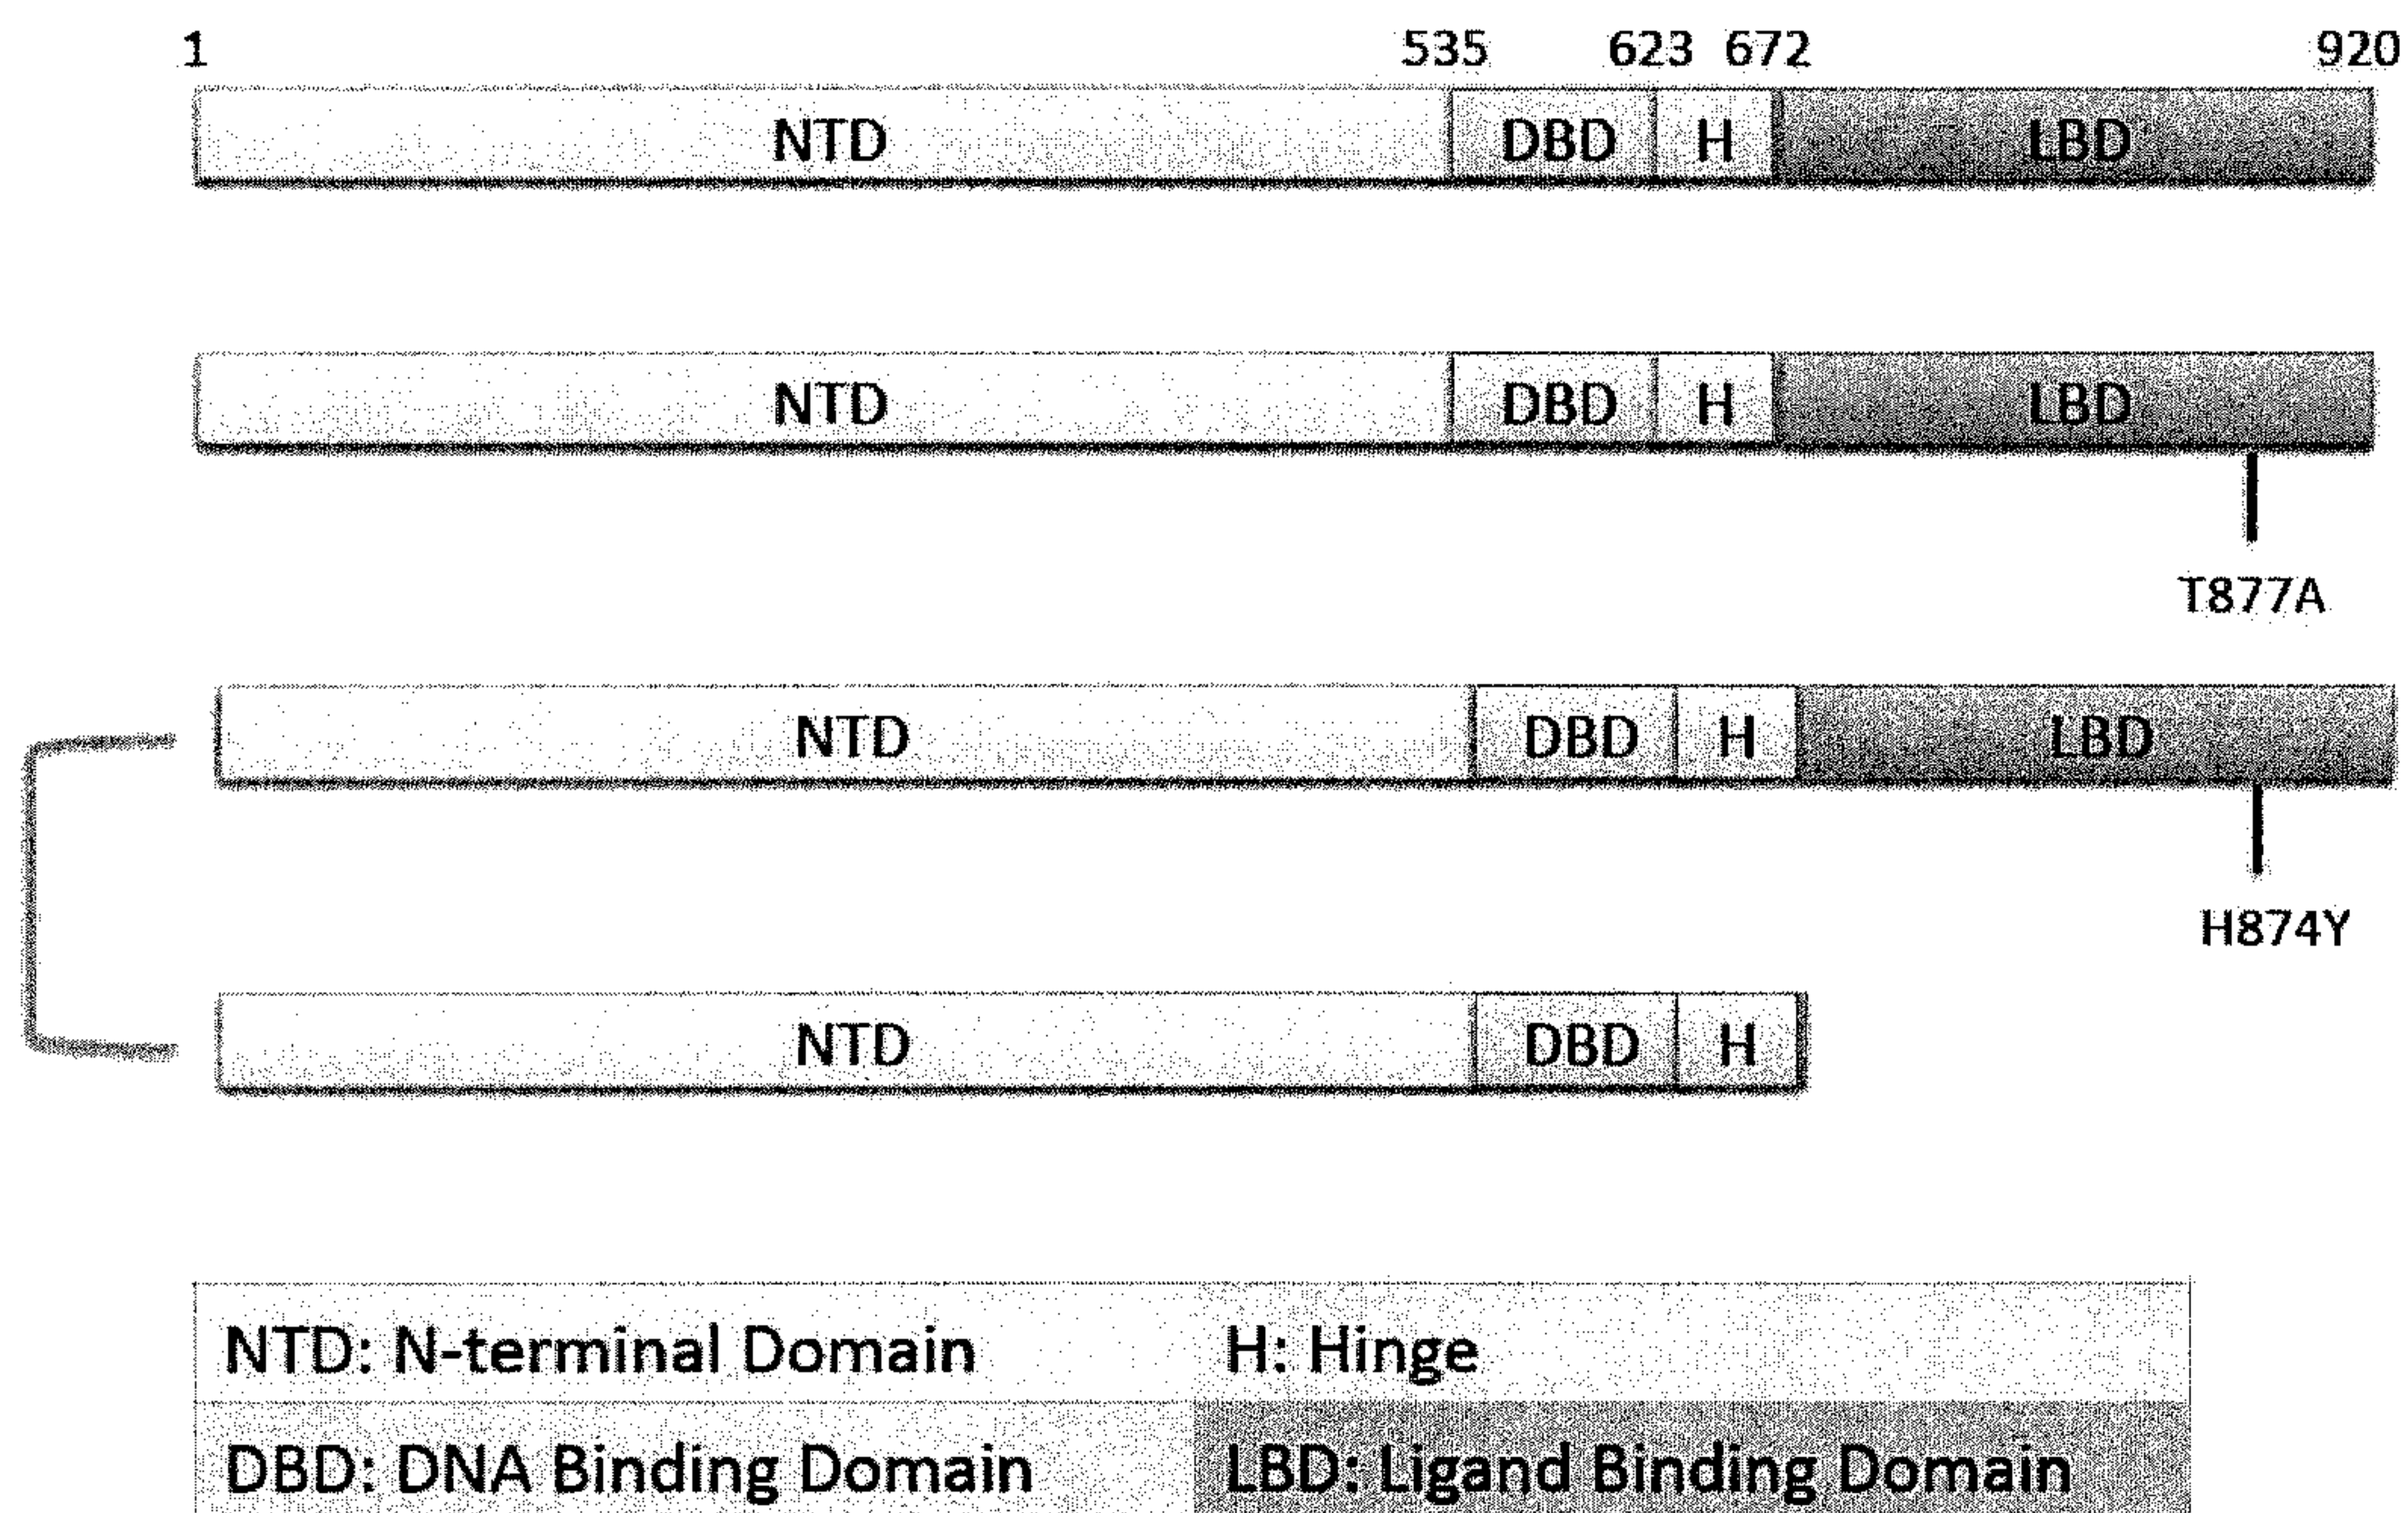 1 535 623 672 920
NTD DBD H LBD
NTD DBD H LBD
T877A
NTD DBD H LBD
H874Y
NTD DBD H
NTD: N-terminal Domain H: Hinge
DBD: DNA Binding Domain LBD: Ligand Binding Domain